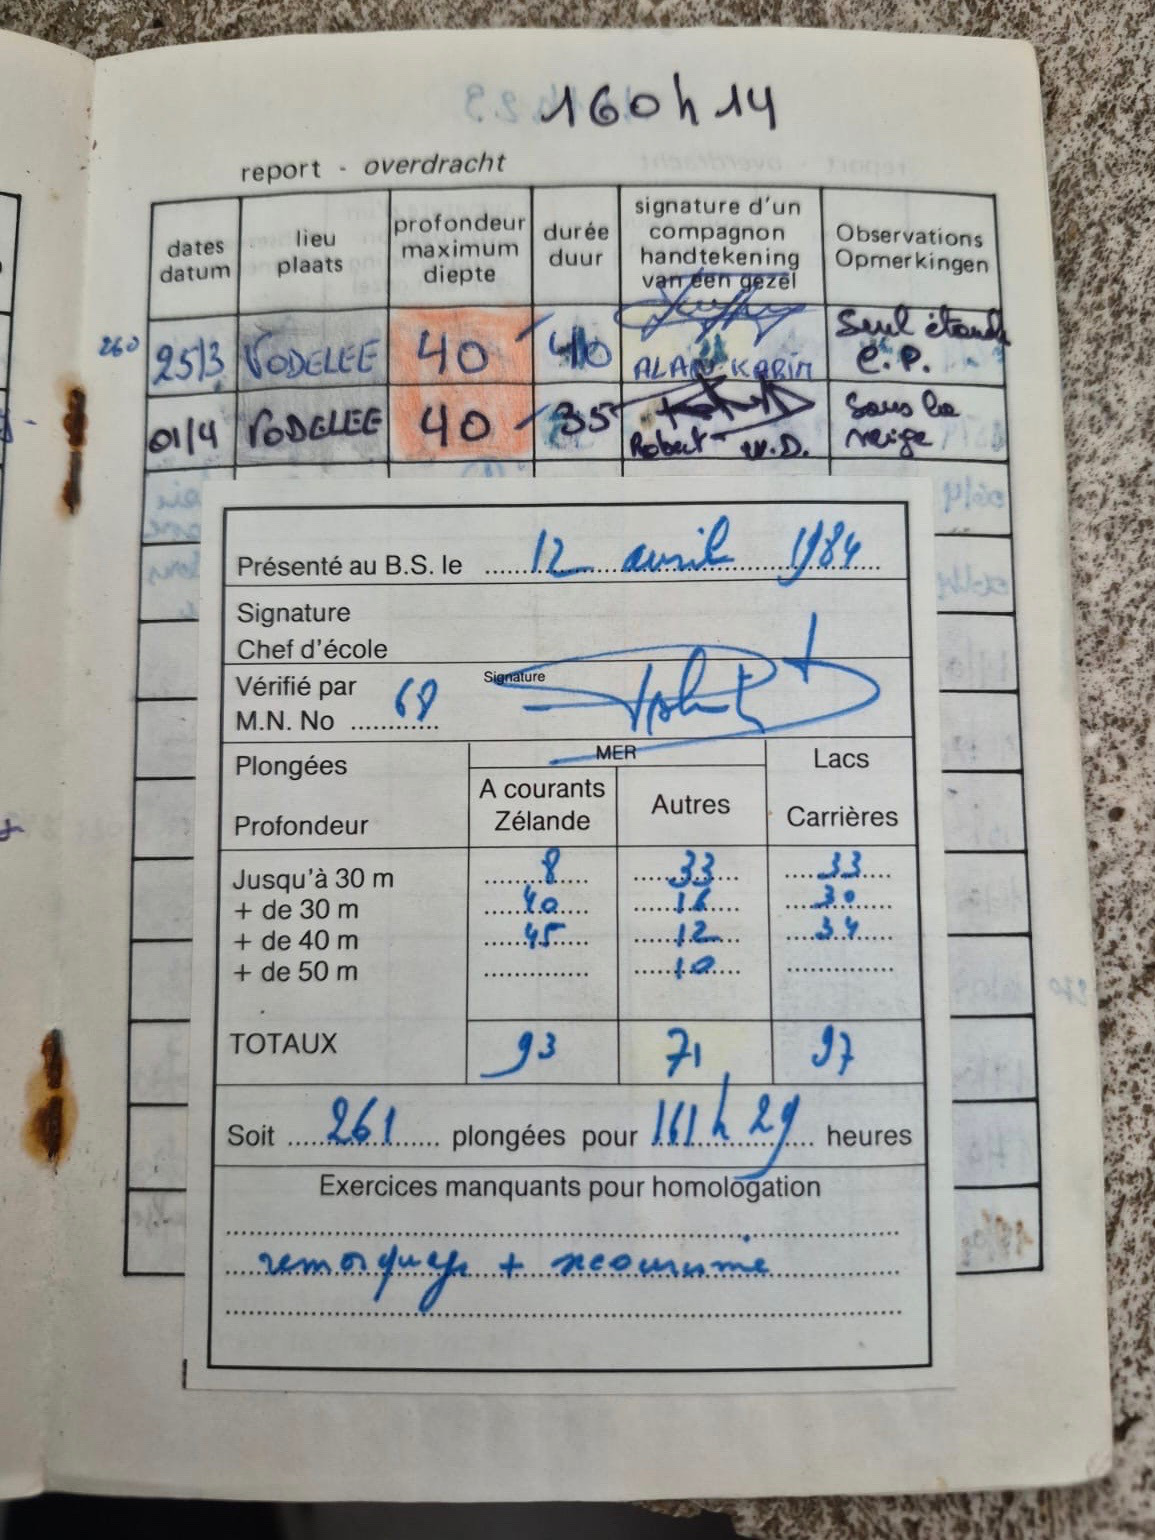 160h14
report - overdracht
dates datum
lieu plaats
profondeur maximum diepte
durée duur
signature d'un compagnon handtekening van een gezel
Observations Opmerkingen
260 25/3 VODELEE 40 40 ALAIN KARIM Seul étanche C.P.
01/4 VODELEE 40 35 Robert W.D. Sous la neige
Présenté au B.S. le 12 avril 1984
Signature
Chef d'école
Vérifié par
M.N. No 68
Signature
Plongées
Profondeur
MER
A courants
Zélande
Autres
Lacs
Carrières
Jusqu'à 30 m 8 33 33
+ de 30 m 40 16 30
+ de 40 m 45 12 34
+ de 50 m 10
TOTAUX 93 71 97
Soit 261 plongées pour 161h29 heures
Exercices manquants pour homologation
remorquage + secourisme